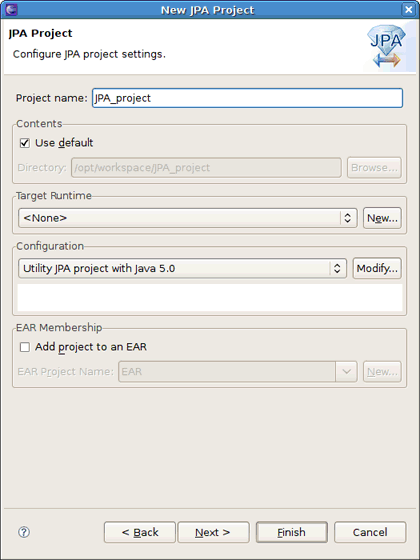 New JPA Project
JPA Project
Configure JPA project settings.
JPA
Project name: JPA_project
Contents
Use default
Directory: /opt/workspace/JPA_project Browse...
Target Runtime
<None> New...
Configuration
Utility JPA project with Java 5.0 Modify...
EAR Membership
Add project to an EAR
EAR Project Name: EAR New...
? < Back Next > Finish Cancel